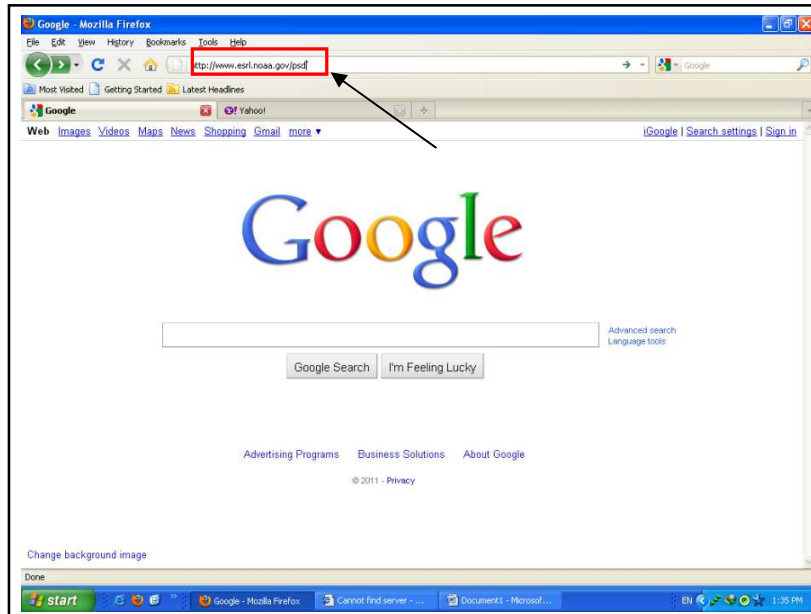 Google - Mozilla Firefox
File Edit View History Bookmarks Tools Help
ttp://www.esrl.noaa.gov/psd
Google
Most Visited Getting Started Latest Headlines
Google Yahoo!
Web Images Videos Maps News Shopping Gmail more ▼ iGoogle | Search settings | Sign in
Google
Advanced search
Language tools
Google Search I'm Feeling Lucky
Advertising Programs Business Solutions About Google
© 2011 - Privacy
Change background image
Done
start » Google - Mozilla Firefox Cannot find server - ... Document1 - Microsof... EN 1:35 PM